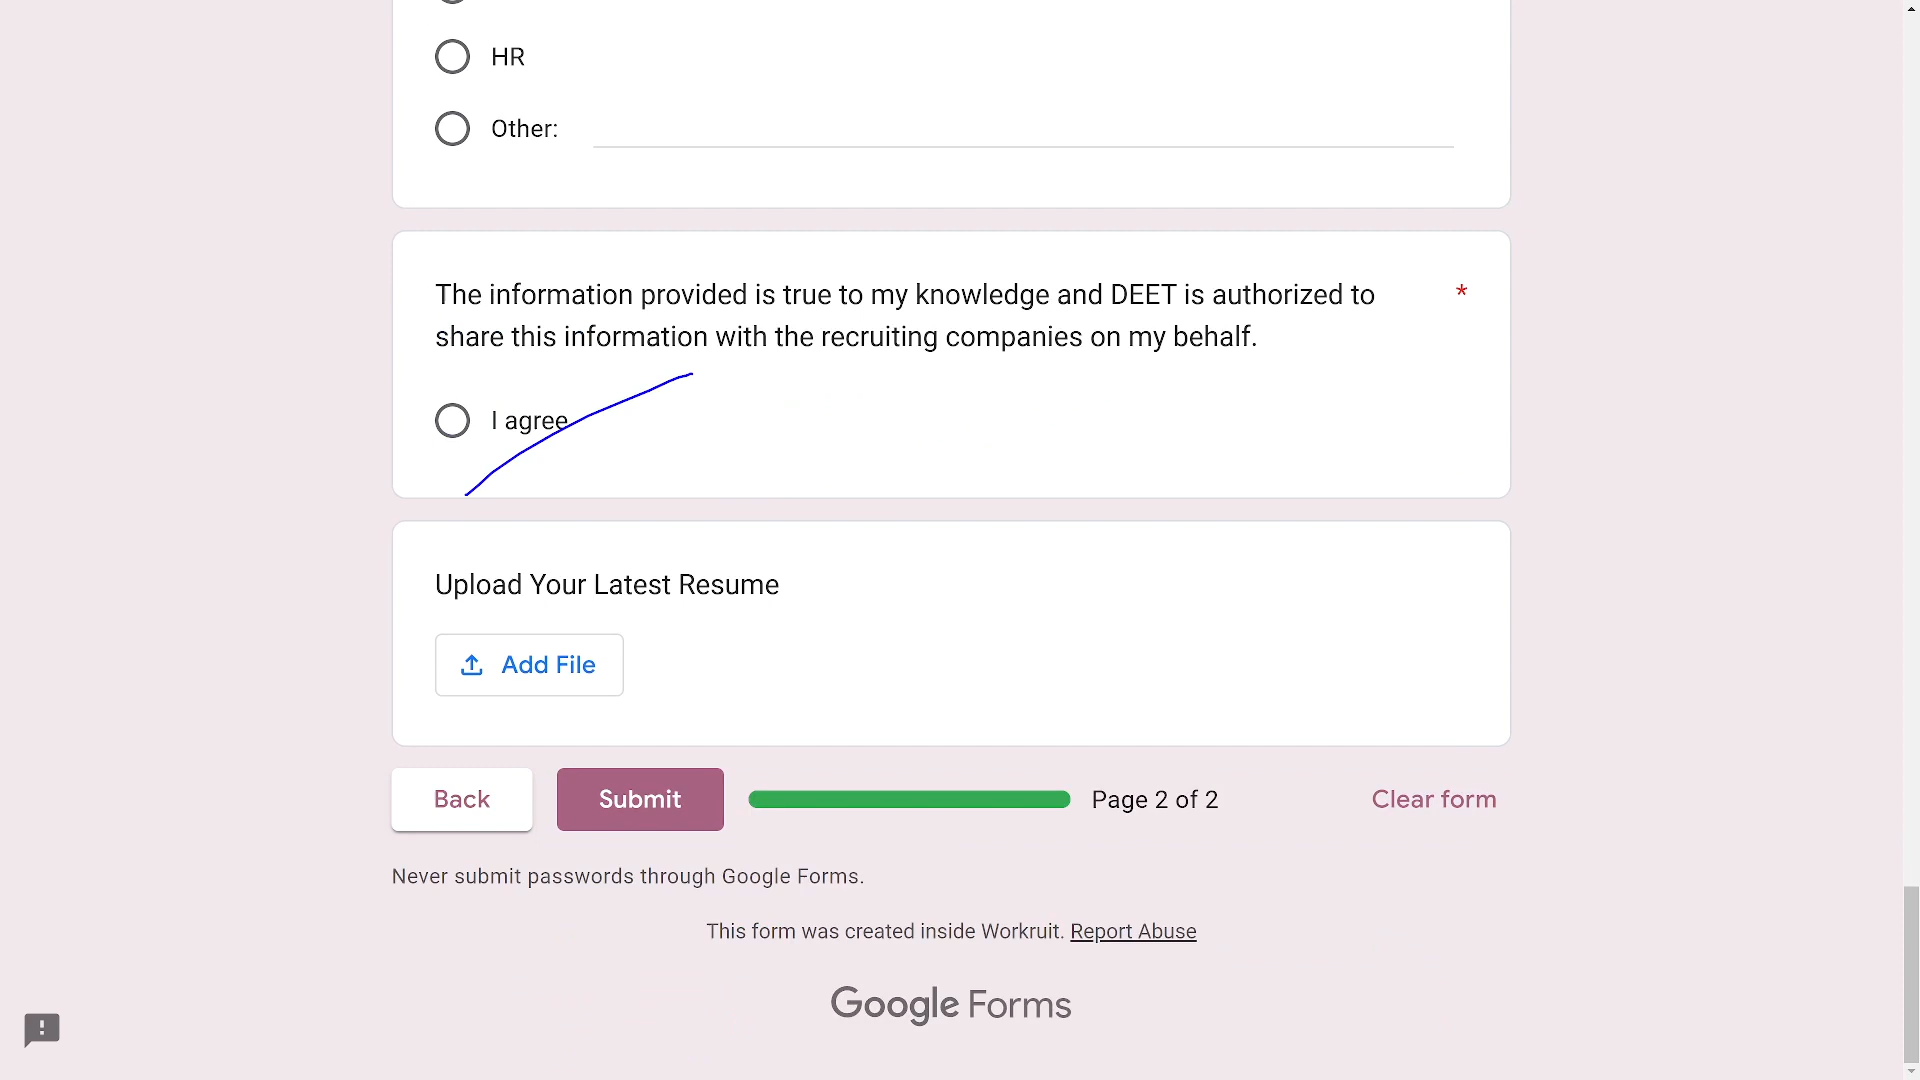 HR
Other:
The information provided is true to my knowledge and DEET is authorized to *
share this information with the recruiting companies on my behalf.
I agree
Upload Your Latest Resume
Add File
Back Submit Page 2 of 2 Clear form
Never submit passwords through Google Forms.
This form was created inside Workruit. Report Abuse
Google Forms